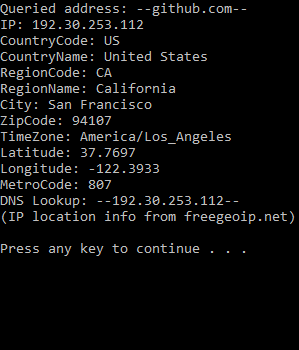 Queried address: --github.com--
IP: 192.30.253.112
CountryCode: US
CountryName: United States
RegionCode: CA
RegionName: California
City: San Francisco
ZipCode: 94107
TimeZone: America/Los_Angeles
Latitude: 37.7697
Longitude: -122.3933
MetroCode: 807
DNS Lookup: --192.30.253.112--
(IP location info from freegeoip.net)
Press any key to continue . . .